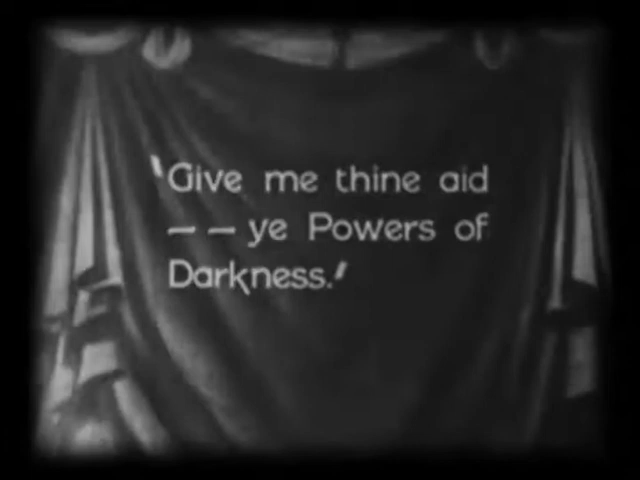 "Give me thine aid
— — ye Powers of
Darkness."